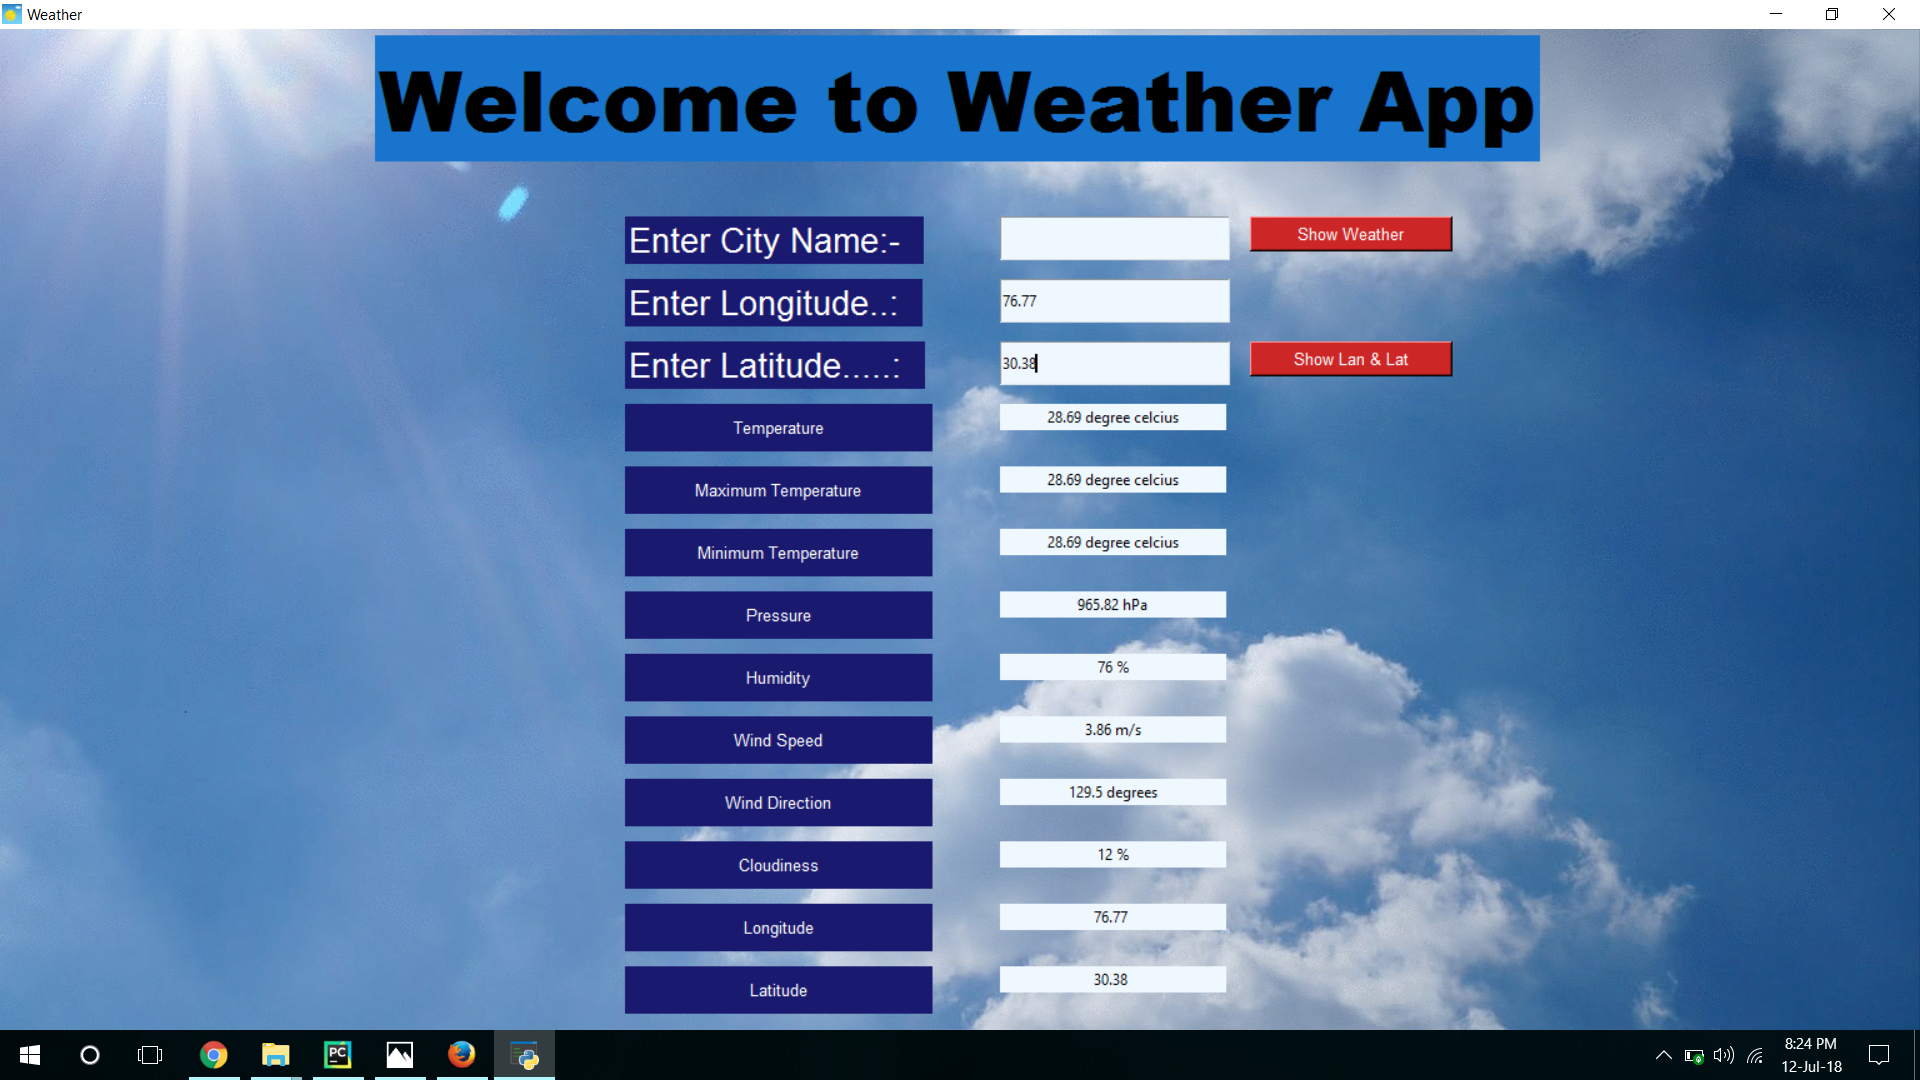 Weather
Welcome to Weather App
Enter City Name:-
Show Weather
Enter Longitude..:
76.77
Enter Latitude.....:
30.38
Show Lan & Lat
Temperature
28.69 degree celcius
Maximum Temperature
28.69 degree celcius
Minimum Temperature
28.69 degree celcius
Pressure
965.82 hPa
Humidity
76 %
Wind Speed
3.86 m/s
Wind Direction
129.5 degrees
Cloudiness
12 %
Longitude
76.77
Latitude
30.38
PC
8:24 PM
12-Jul-18